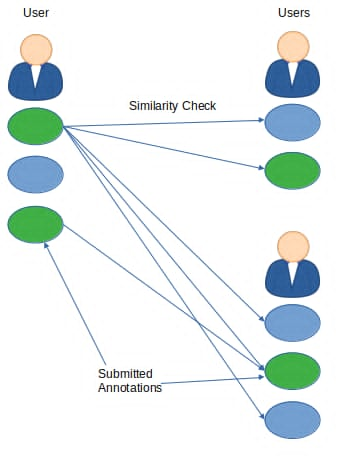 User
Users
Similarity Check
Submitted
Annotations